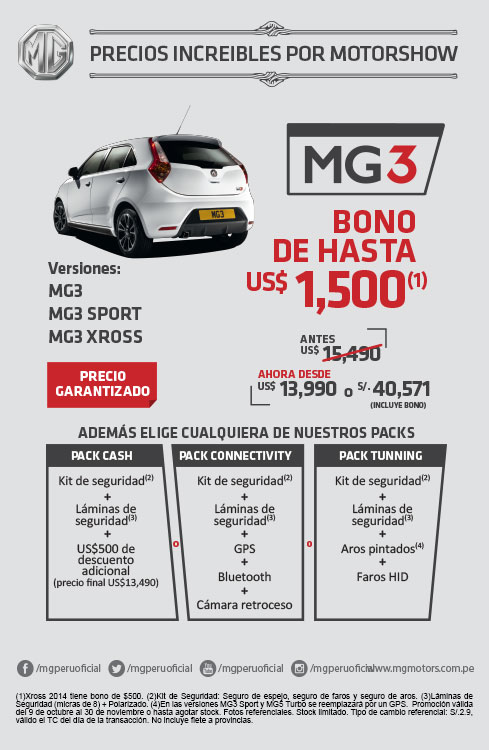 MG
PRECIOS INCREIBLES POR MOTORSHOW
MG3
MG3
BONO
DE HASTA
US$ 1,500(1)
Versiones:
MG3
MG3 SPORT
MG3 XROSS
PRECIO
GARANTIZADO
ANTES
US$ 15,490
AHORA DESDE
US$ 13,990 o S/. 40,571
(INCLUYE BONO)
ADEMÁS ELIGE CUALQUIERA DE NUESTROS PACKS
PACK CASH
Kit de seguridad(2)
+
Láminas de
seguridad(3)
+
US$500 de
descuento
adicional
(precio final US$13,490)
o
PACK CONNECTIVITY
Kit de seguridad(2)
+
Láminas de
seguridad(3)
+
GPS
+
Bluetooth
+
Cámara retroceso
o
PACK TUNNING
Kit de seguridad(2)
+
Láminas de
seguridad(3)
+
Aros pintados(4)
+
Faros HID
/mgperuoficial /mgperuoficial /mgperuoficial /mgperuoficial www.mgmotors.com.pe
(1)Xross 2014 tiene bono de $500. (2)Kit de Seguridad: Seguro de espejo, seguro de faros y seguro de aros. (3)Láminas de
Seguridad (micras de 8) + Polarizado. (4)En las versiones MG3 Sport y MG5 Turbo se reemplazará por un GPS. Promoción válida
del 9 de octubre al 30 de noviembre o hasta agotar stock. Fotos referenciales. Stock limitado. Tipo de cambio referencial: S/.2.9,
válido el TC del día de la transacción. No incluye flete a provincias.